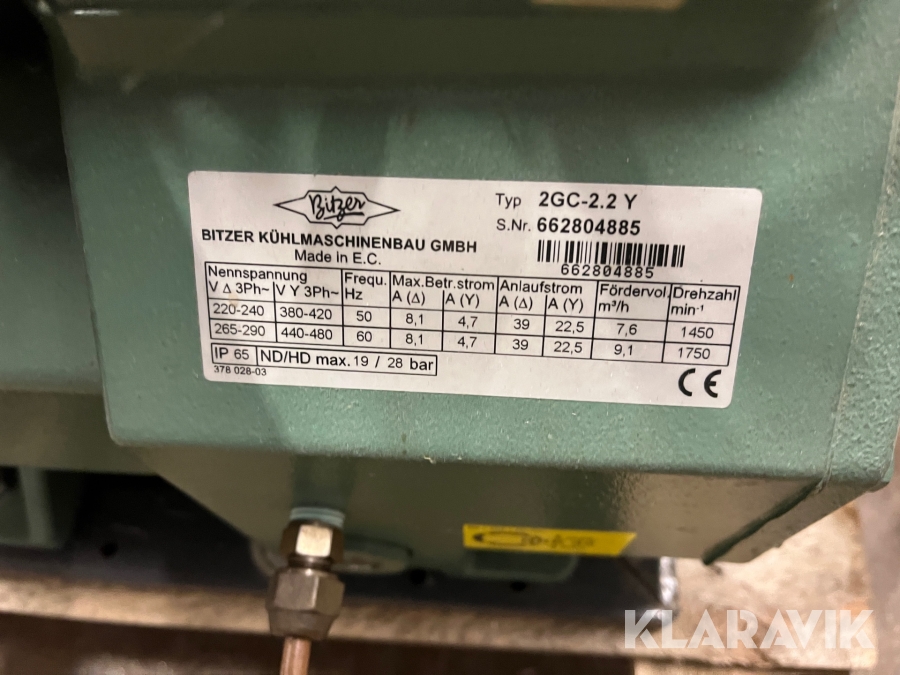 Bitzer
BITZER KÜHLMASCHINENBAU GMBH
Made in E.C.
Typ 2GC-2.2 Y
S.Nr. 662804885
662804885
Nennspannung Frequ. Max.Betr.strom Anlaufstrom Fördervol. Drehzahl
V Δ 3Ph~ V Y 3Ph~ Hz A (Δ) A (Y) A (Δ) A (Y) m³/h min⁻¹
220-240 380-420 50 8,1 4,7 39 22,5 7,6 1450
265-290 440-480 60 8,1 4,7 39 22,5 9,1 1750
IP 65 ND/HD max. 19 / 28 bar
378 028-03
CE
KLARAVIK